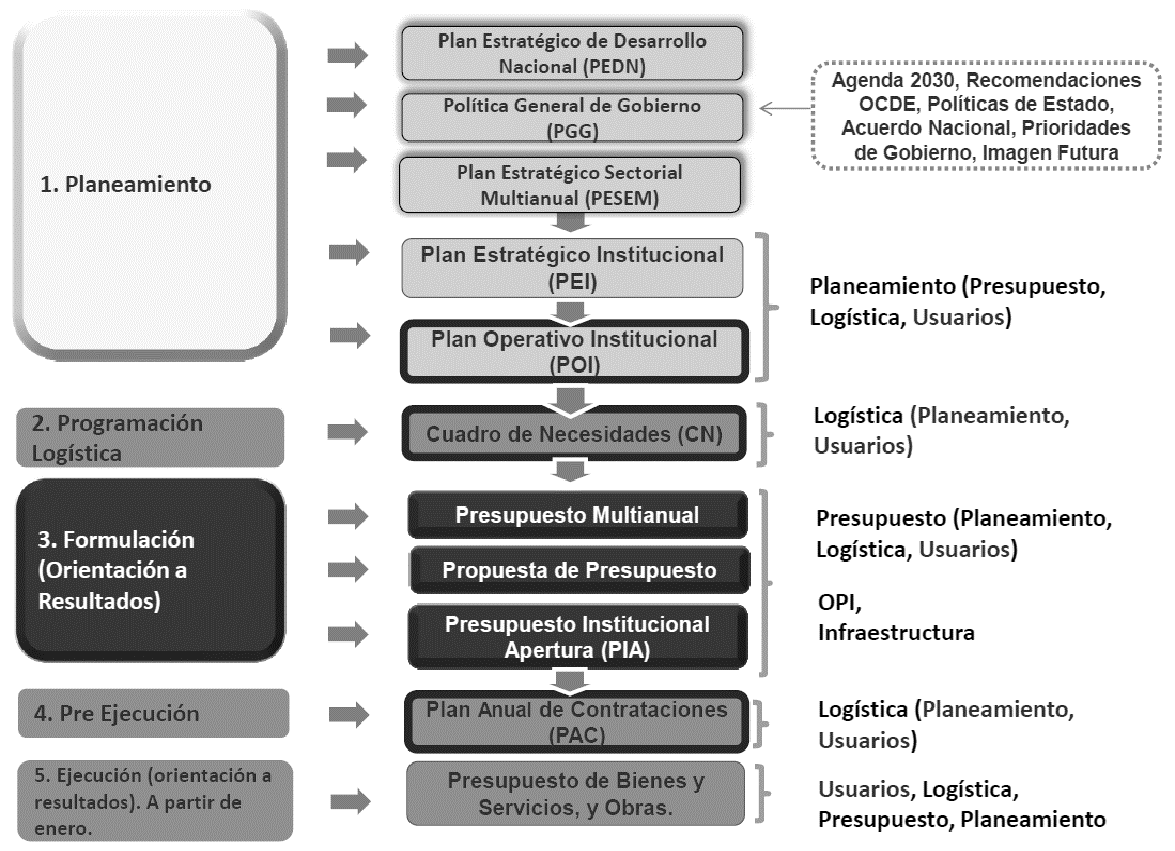 1. Planeamiento
Plan Estratégico de Desarrollo
Nacional (PEDN)
Política General de Gobierno
(PGG)
Agenda 2030, Recomendaciones
OCDE, Políticas de Estado,
Acuerdo Nacional, Prioridades
de Gobierno, Imagen Futura
Plan Estratégico Sectorial
Multianual (PESEM)
Plan Estratégico Institucional
(PEI)
Plan Operativo Institucional
(POI)
Planeamiento (Presupuesto,
Logística, Usuarios)
2. Programación
Logística
Cuadro de Necesidades (CN)
Logística (Planeamiento,
Usuarios)
3. Formulación
(Orientación a
Resultados)
Presupuesto Multianual
Propuesta de Presupuesto
Presupuesto Institucional
Apertura (PIA)
Presupuesto (Planeamiento,
Logística, Usuarios)
OPI,
Infraestructura
4. Pre Ejecución
Plan Anual de Contrataciones
(PAC)
Logística (Planeamiento,
Usuarios)
5. Ejecución (orientación a
resultados). A partir de
enero.
Presupuesto de Bienes y
Servicios, y Obras.
Usuarios, Logística,
Presupuesto, Planeamiento